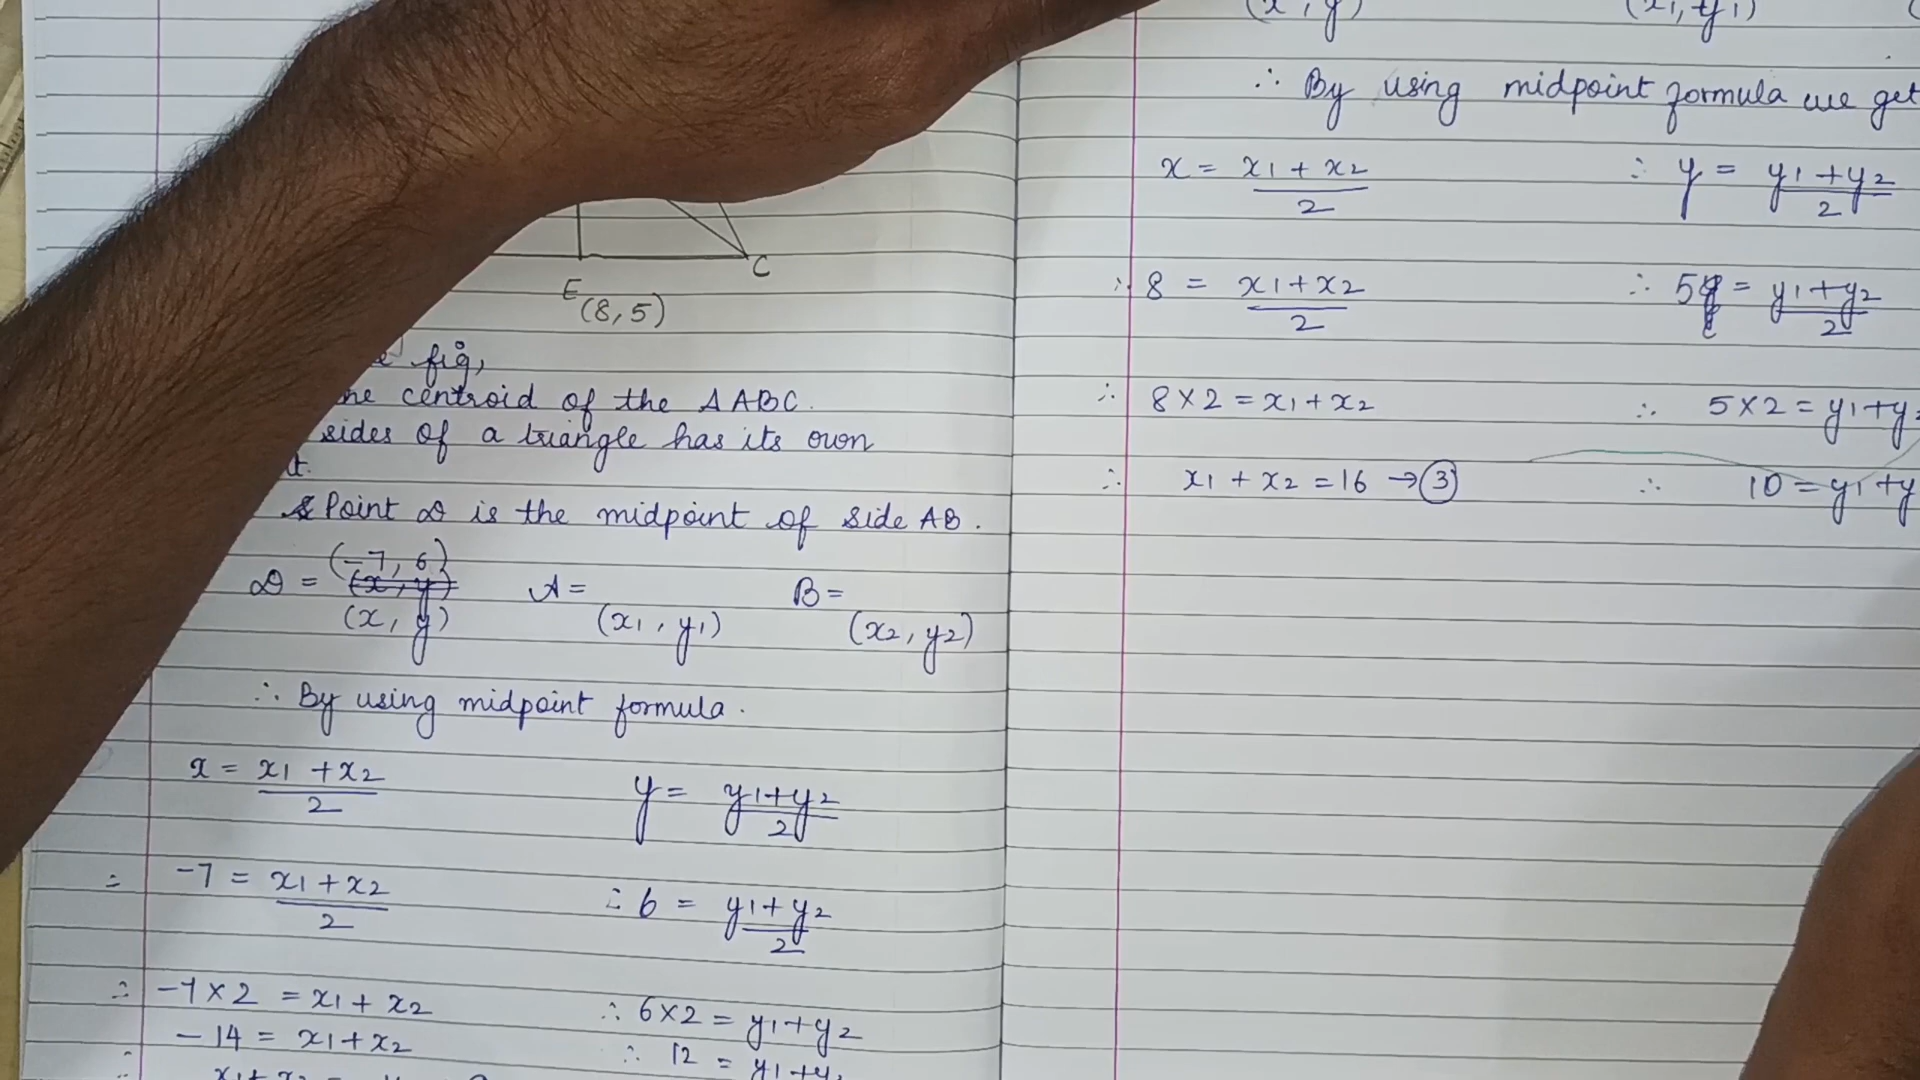 C
E
(8, 5)
fig,
centroid of the ΔABC.
sides of a triangle has its own
Point D is the midpoint of side AB.
(-7, 6)
D = (x, y) A = B =
(x, y) (x1, y1) (x2, y2)
∴ By using midpoint formula.
x = x1 + x2 / 2 y = y1 + y2 / 2
= -7 = x1 + x2 / 2 ∴ 6 = y1 + y2 / 2
∴ -7 × 2 = x1 + x2 ∴ 6 × 2 = y1 + y2
- 14 = x1 + x2 ∴ 12 =
(x, y) (x1, y1)
∴ By using midpoint formula we get
x = x1 + x2 / 2 ∴ y = y1 + y2 / 2
∴ 8 = x1 + x2 / 2 ∴ 5 = y1 + y2 / 2
∴ 8 × 2 = x1 + x2 ∴ 5 × 2 = y1 + y
∴ x1 + x2 = 16 → ③ ∴ 10 = y1 + y